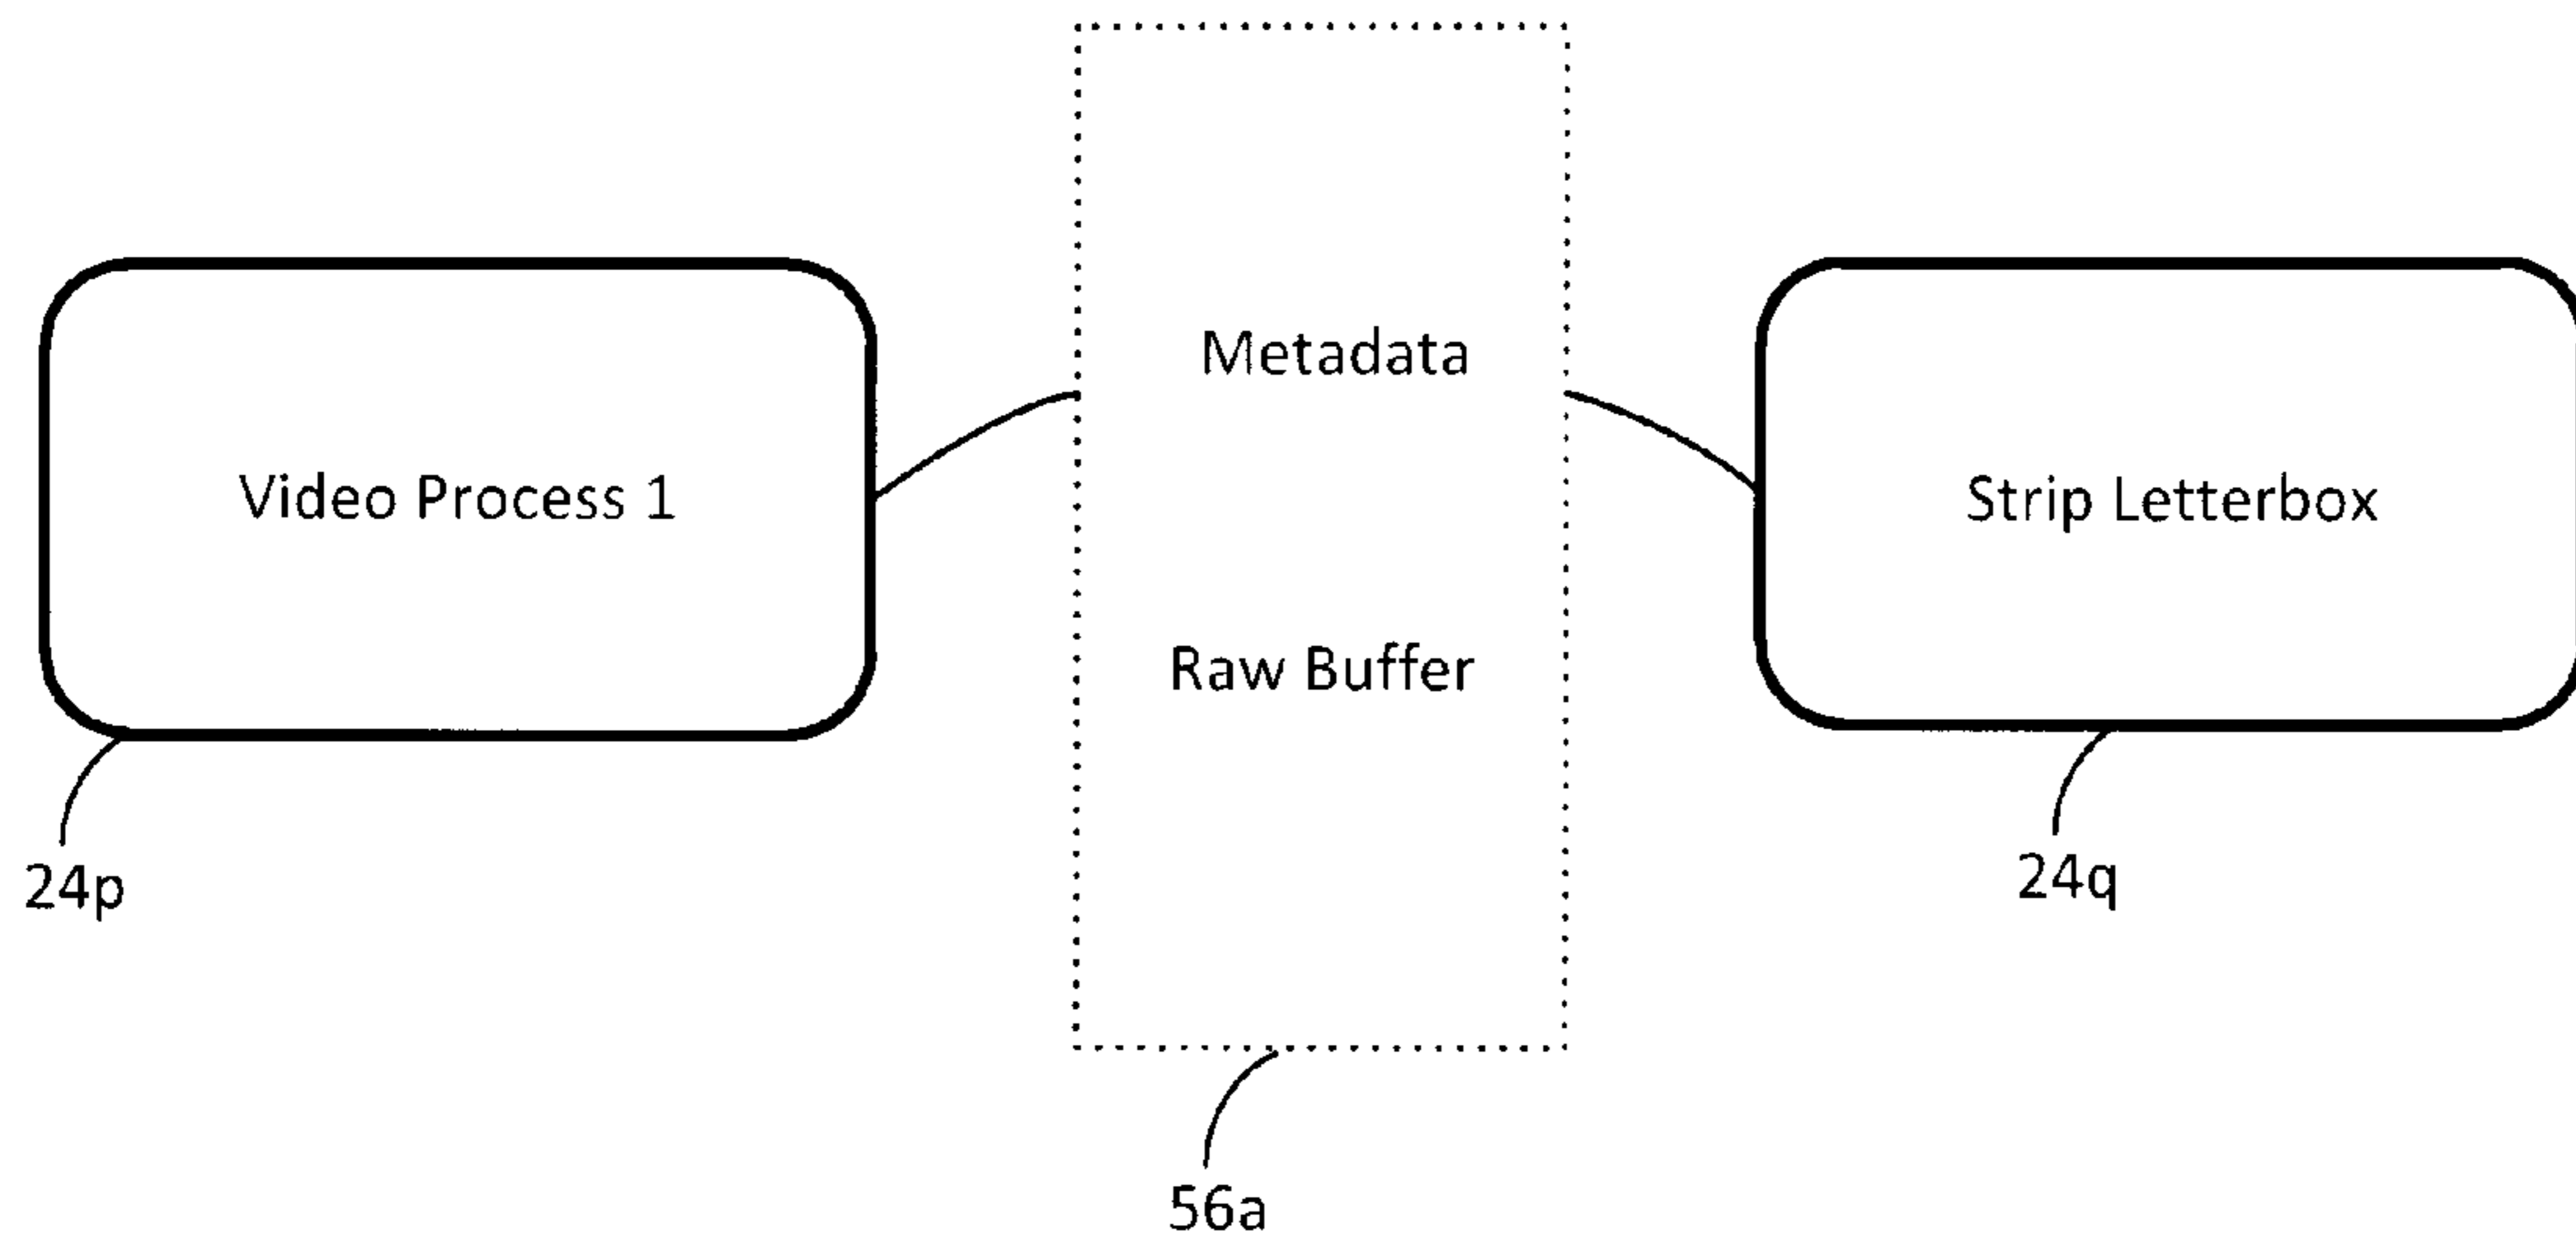 Metadata
Video Process 1
Strip Letterbox
Raw Buffer
24p
24q
56a